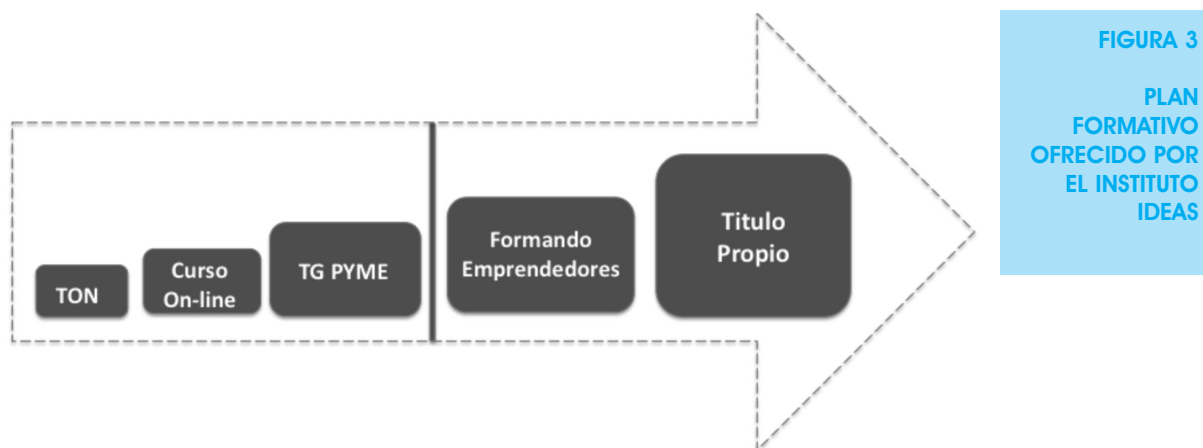 TON
Curso
On-line
TG PYME
Formando
Emprendedores
Titulo
Propio
FIGURA 3
PLAN
FORMATIVO
OFRECIDO POR
EL INSTITUTO
IDEAS